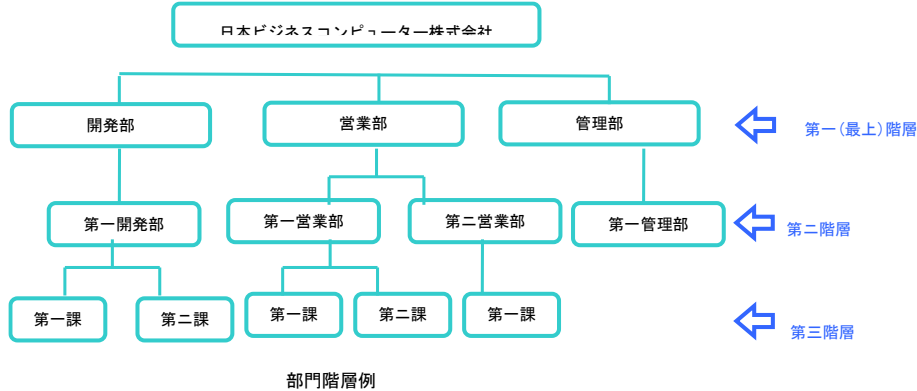 日本ビジネスコンピューター株式会社
開発部
営業部
管理部
第一(最上)階層
第一開発部
第一営業部
第二営業部
第一管理部
第二階層
第一課
第二課
第一課
第二課
第一課
第三階層
部門階層例